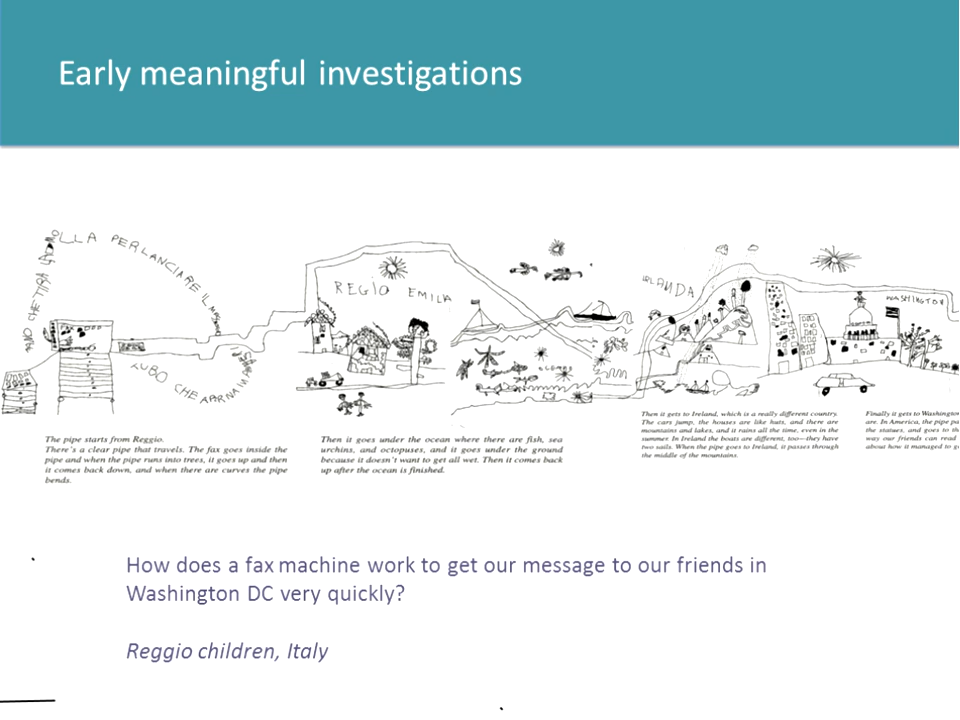 Early meaningful investigations
OLLA PER LANCIARE IL
REGIO EMILIA
IRLANDA
WASHINGTON
TUBO CHE
The pipe starts from Reggio.
There's a clear pipe that travels. The fax goes inside the
pipe and when the pipe runs into trees, it goes up and then
it comes back down, and when there are curves the pipe
bends.
Then it goes under the ocean where there are fish, sea
urchins, and octopuses, and it goes under the ground
because it doesn't want to get all wet. Then it comes back
up after the ocean is finished.
Then it gets to Ireland, which is a really different country.
The cars jump, the houses are like huts, and there are
mountains and lakes, and it rains all the time, even in the
summer. In Ireland the boats are different, too—they have
two sails. When the pipe goes to Ireland, it passes through
the middle of the mountains.
Finally it gets to Washington
are. In America, the pipe pa
the statues, and goes to th
way our friends can read
about how it managed to g
How does a fax machine work to get our message to our friends in
Washington DC very quickly?
Reggio children, Italy